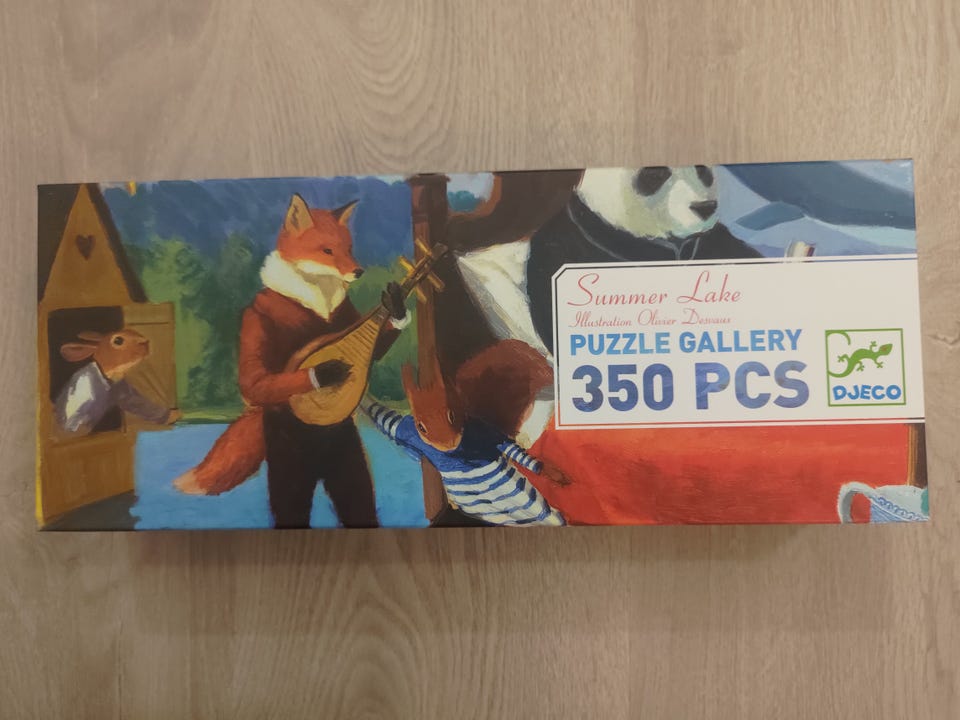 Summer Lake
Illustration Olivier Desvaux
PUZZLE GALLERY
350 PCS
DJECO